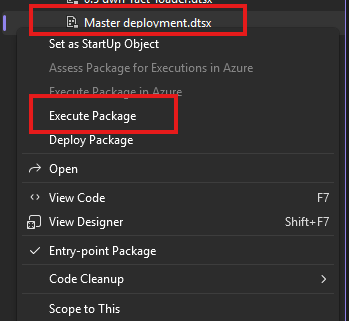 Master deployment.dtsx
Set as StartUp Object
Assess Package for Executions in Azure
Execute Package in Azure
Execute Package
Deploy Package
Open
View Code F7
View Designer Shift+F7
Entry-point Package
Code Cleanup
Scope to This